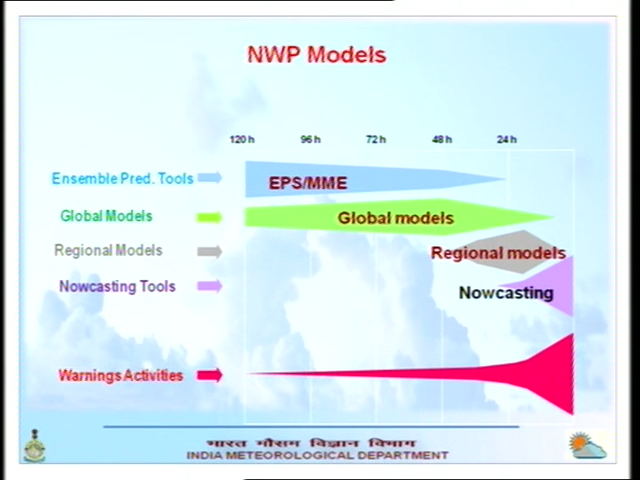 NWP Models
120 h 96 h 72 h 48 h 24 h
Ensemble Pred. Tools
EPS/MME
Global Models
Global models
Regional Models
Regional models
Nowcasting Tools
Nowcasting
Warnings Activities
भारत मौसम विज्ञान विभाग
INDIA METEOROLOGICAL DEPARTMENT